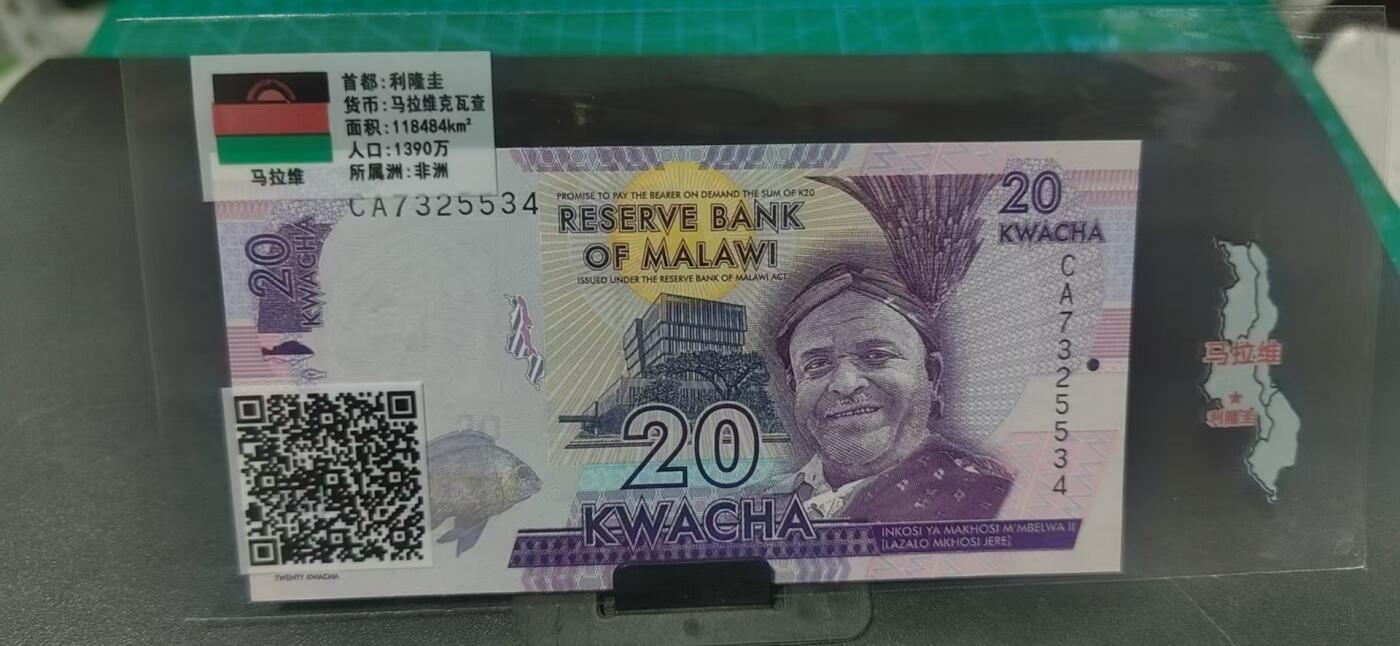 首都:利隆圭
货币:马拉维克瓦查
面积:118484km²
人口:1390万
所属洲:非洲
马拉维
CA7325534
PROMISE TO PAY THE BEARER ON DEMAND THE SUM OF K20
RESERVE BANK
OF MALAWI
ISSUED UNDER THE RESERVE BANK OF MALAWI ACT
20
KWACHA
20
KWACHA
CA7325534
马拉维
利隆圭
20
KWACHA
INKOSI YA MAKHOSI M'MBELWA II
[LAZALO MKHOSI JERE]
TWENTY KWACHA